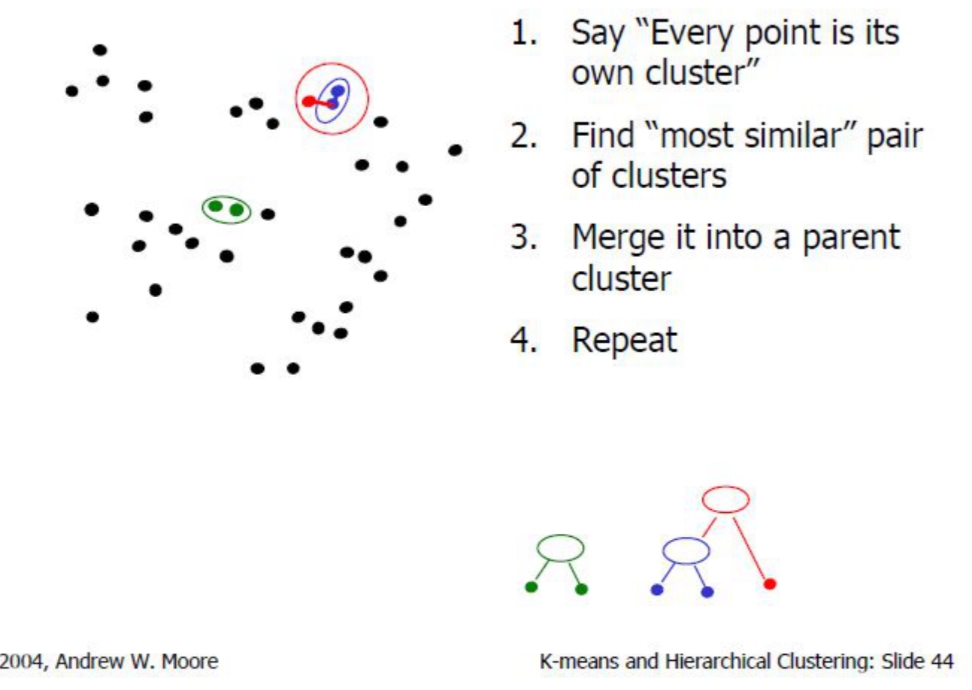 1. Say “Every point is its
own cluster”
2. Find “most similar” pair
of clusters
3. Merge it into a parent
cluster
4. Repeat
2004, Andrew W. Moore
K-means and Hierarchical Clustering: Slide 44